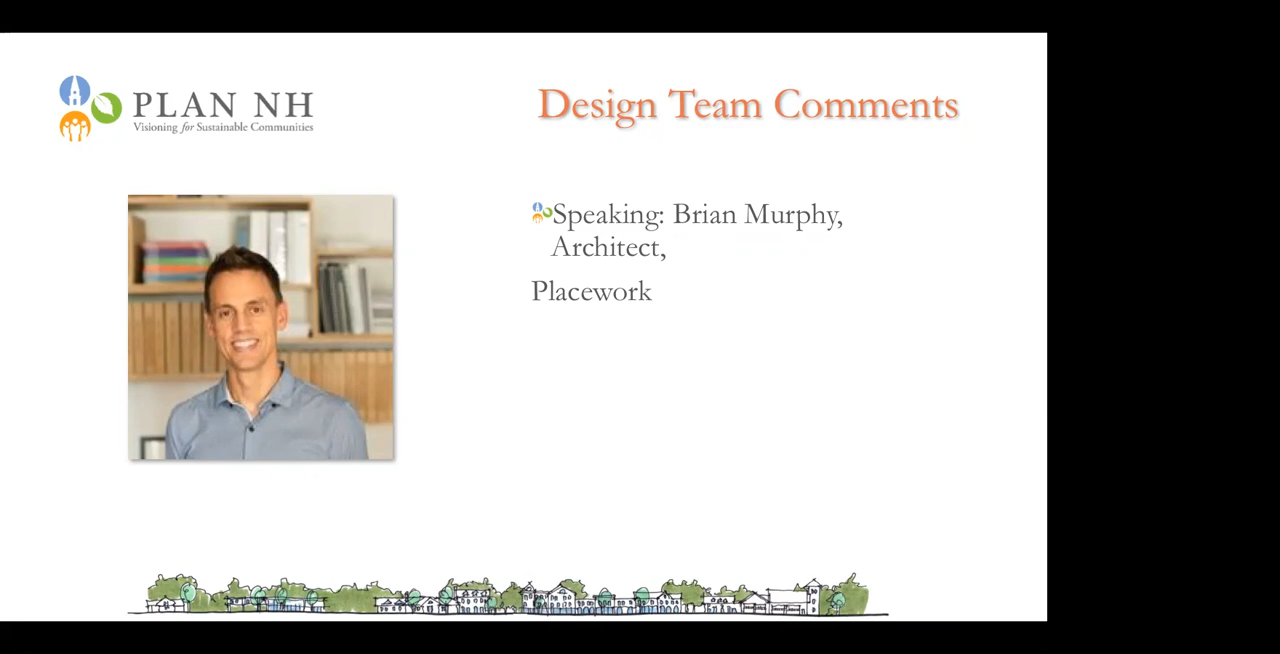 PLAN NH
Visioning for Sustainable Communities
Design Team Comments
Speaking: Brian Murphy,
Architect,
Placework